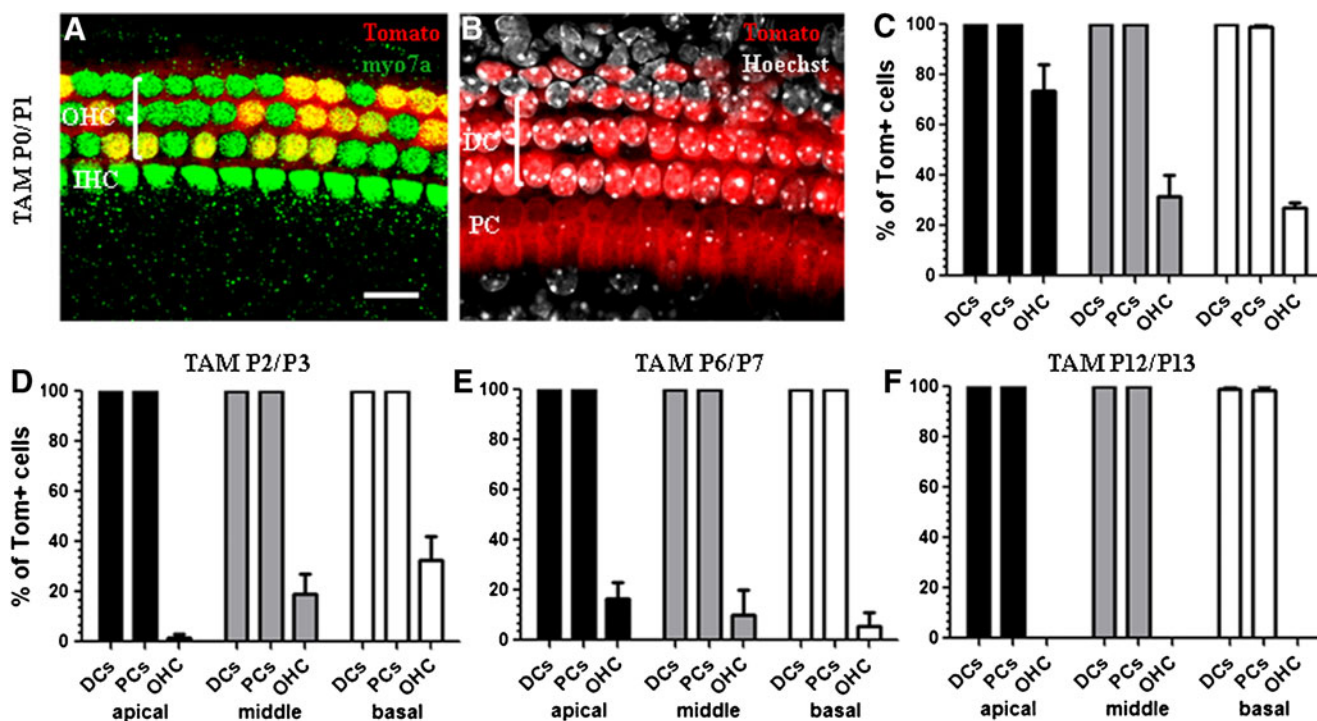 TAM P0/P1
A
Tomato
myo7a
OHC
IHC
B
Tomato
Hoechst
DC
PC
C
% of Tom+ cells
100
80
60
40
20
0
DCs PCs OHC DCs PCs OHC DCs PCs OHC
D
TAM P2/P3
% of Tom+ cells
100
80
60
40
20
0
DCs PCs OHC DCs PCs OHC DCs PCs OHC
apical middle basal
E
TAM P6/P7
100
80
60
40
20
0
DCs PCs OHC DCs PCs OHC DCs PCs OHC
apical middle basal
F
TAM P12/P13
100
80
60
40
20
0
DCs PCs OHC DCs PCs OHC DCs PCs OHC
apical middle basal